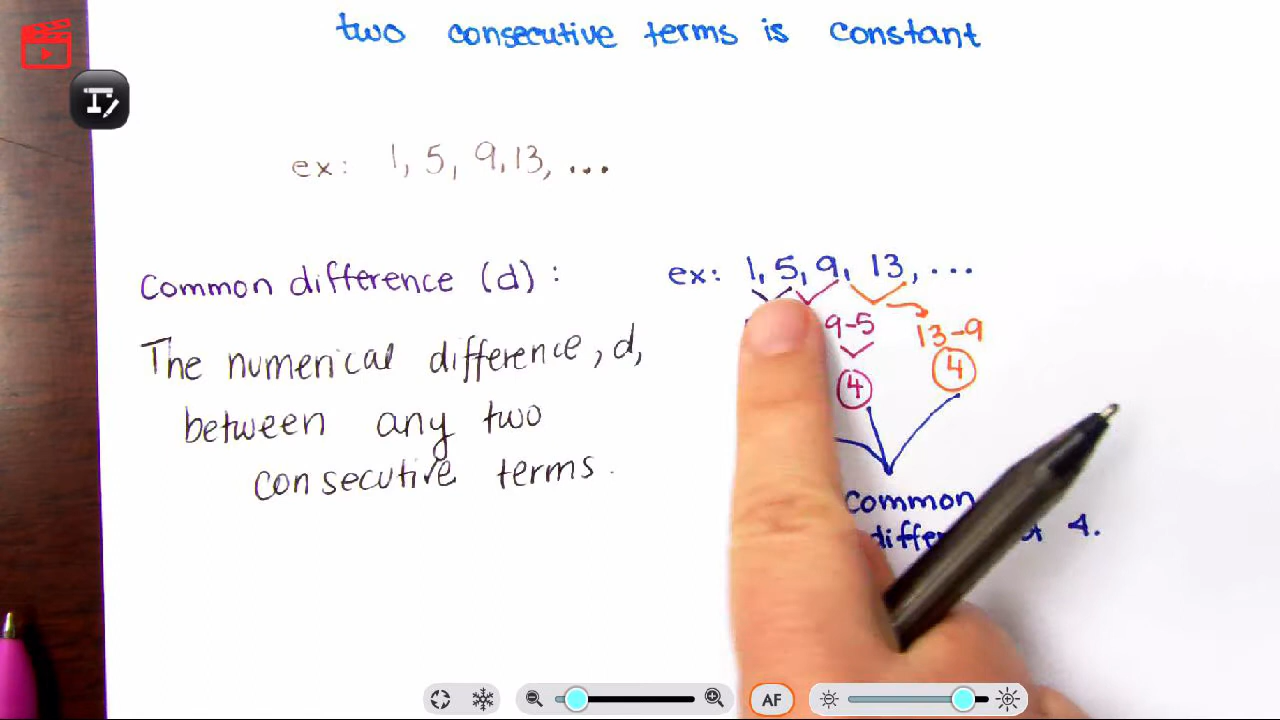 two consecutive terms is constant
ex: 1, 5, 9, 13, ...
Common difference (d) :
The numerical difference, d,
between any two
consecutive terms.
ex: 1, 5, 9, 13, ...
9-5
13-9
4
4
common
4.
AF